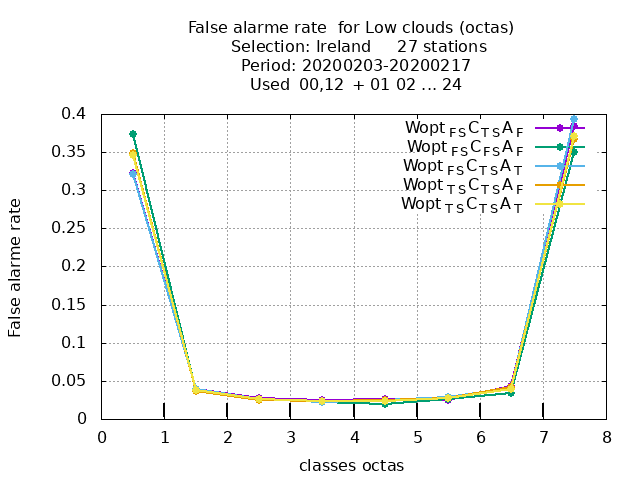 False alarme rate  for Low clouds (octas)
Selection: Ireland     27 stations
Period: 20200203-20200217
Used  00,12  + 01 02 ... 24
False alarme rate
0.4
0.35
0.3
0.25
0.2
0.15
0.1
0.05
0
Wopt FS C TS A F
Wopt FS C FS A F
Wopt FS C TS A T
Wopt TS C TS A F
Wopt TS C TS A T
0 1 2 3 4 5 6 7 8
classes octas